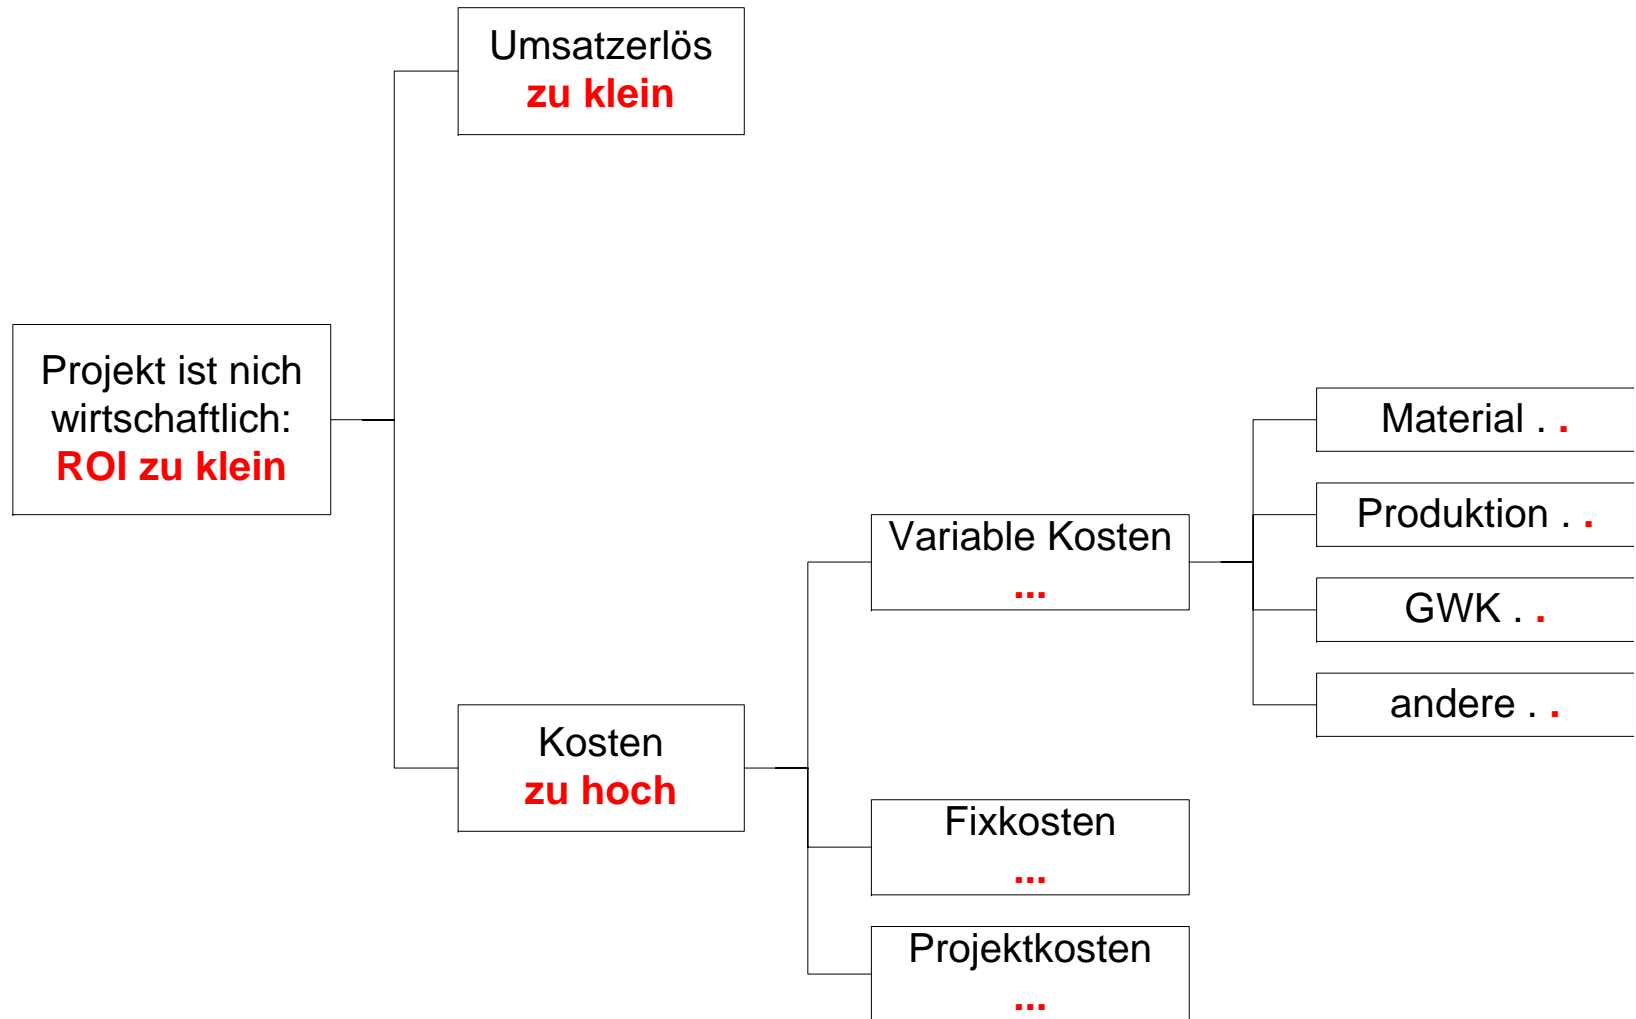 Umsatzerlös
zu klein
Projekt ist nich
wirtschaftlich:
ROI zu klein
Material . .
Produktion . .
Variable Kosten
...
GWK . .
andere . .
Kosten
zu hoch
Fixkosten
...
Projektkosten
...